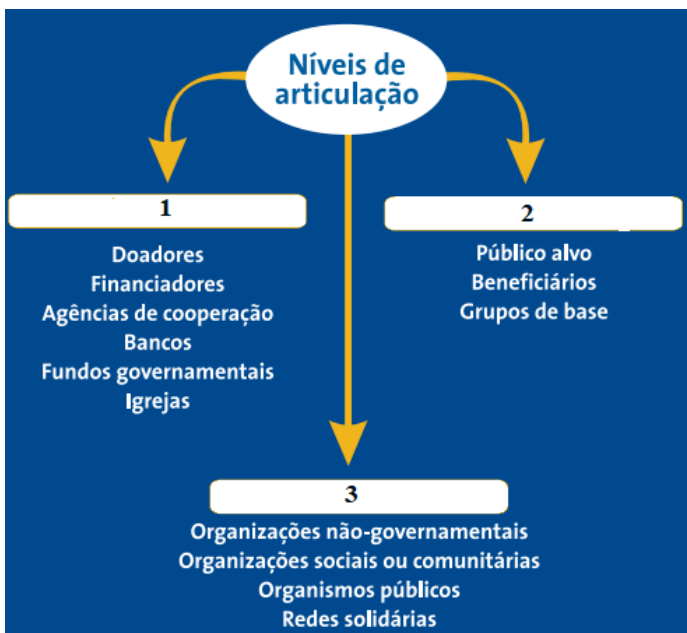 Níveis de
articulação
1
Doadores
Financiadores
Agências de cooperação
Bancos
Fundos governamentais
Igrejas
2
Público alvo
Beneficiários
Grupos de base
3
Organizações não-governamentais
Organizações sociais ou comunitárias
Organismos públicos
Redes solidárias